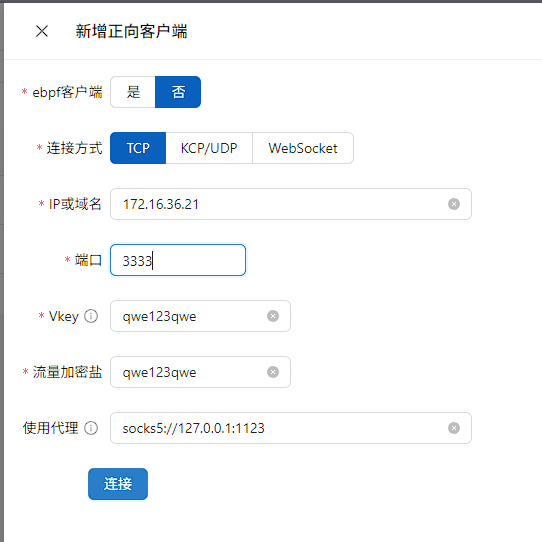 新增正向客户端
* ebpf客户端 是 否
* 连接方式 TCP KCP/UDP WebSocket
* IP或域名 172.16.36.21
* 端口 3333
* Vkey qwe123qwe
* 流量加密盐 qwe123qwe
使用代理 socks5://127.0.0.1:1123
连接